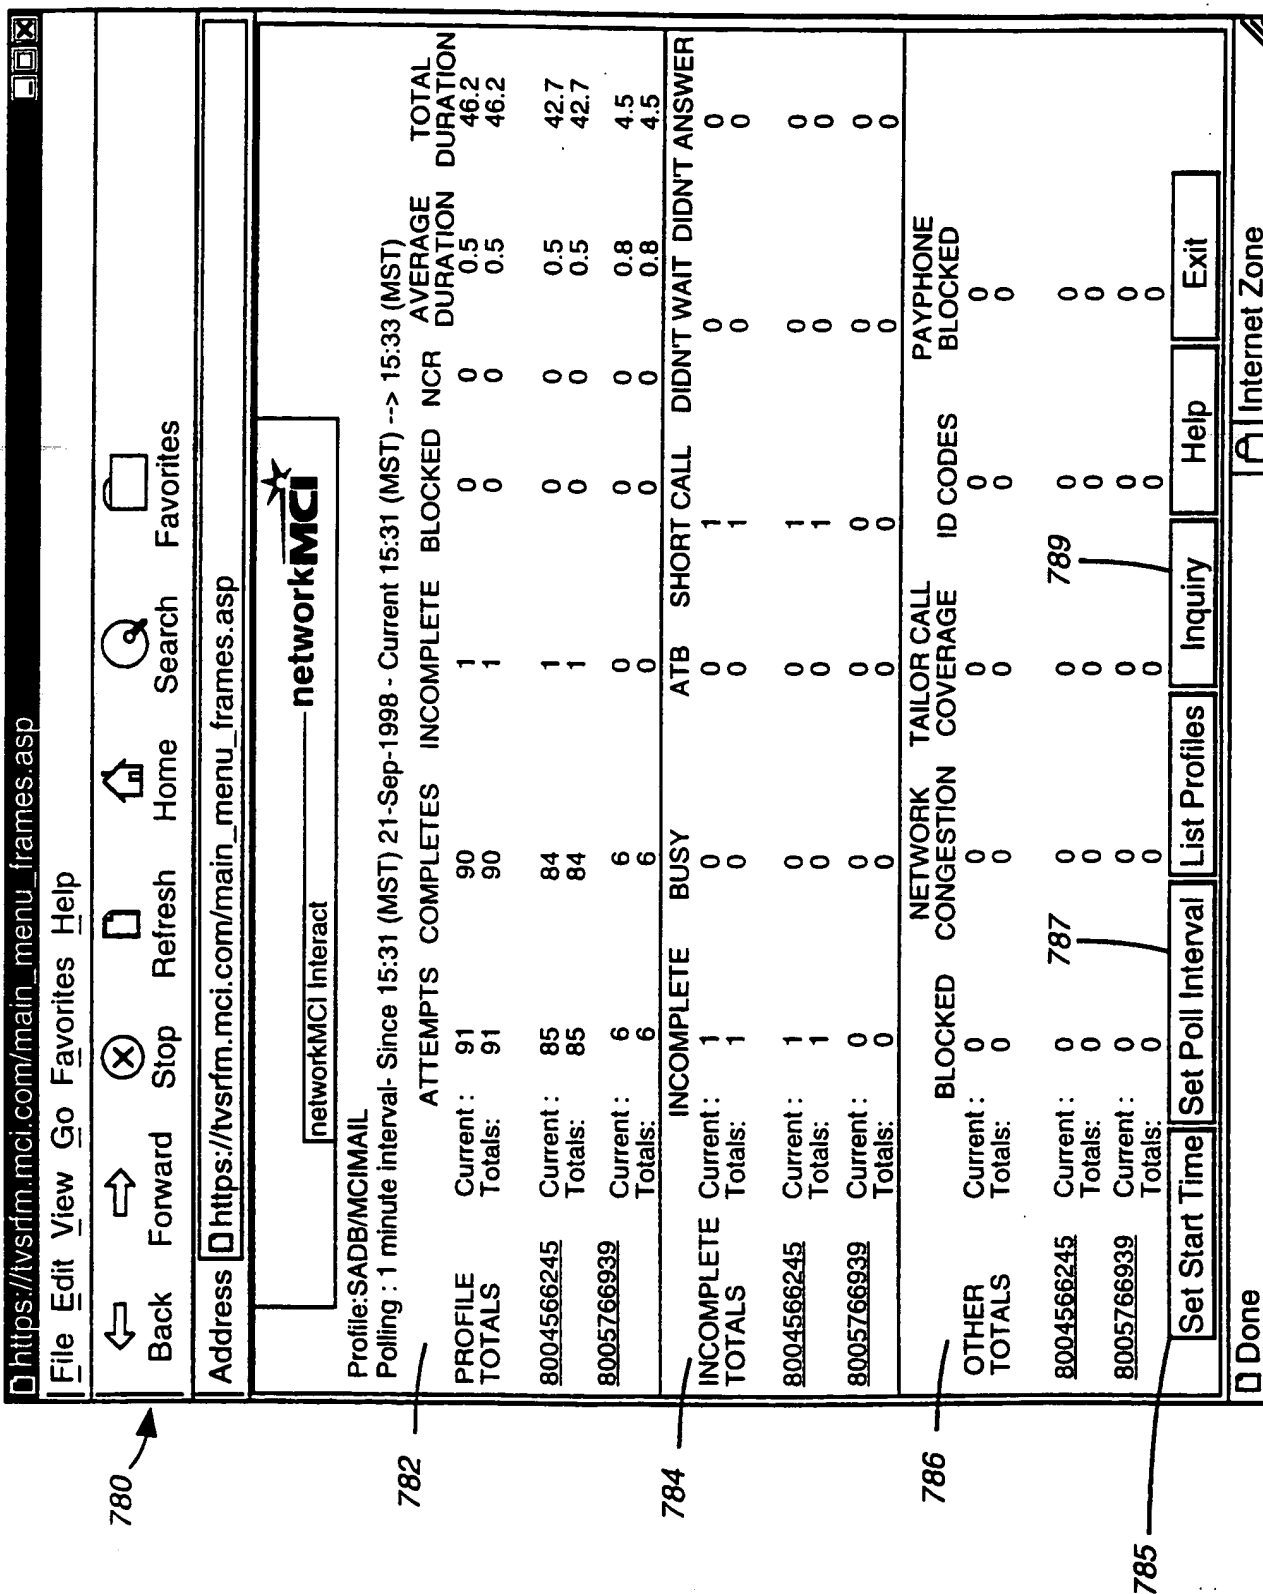 https://tvsrfm.mci.com/main_menu_frames.asp
File Edit View Go Favorites Help
Back Forward Stop Refresh Home Search Favorites
Address https://tvsrfm.mci.com/main_menu_frames.asp
networkMCI Interact
networkMCI
Profile:SADB/MCIMAIL
Polling : 1 minute interval- Since 15:31 (MST) 21-Sep-1998 - Current 15:31 (MST) --> 15:33 (MST)
ATTEMPTS COMPLETES INCOMPLETE BLOCKED NCR AVERAGE DURATION TOTAL DURATION
PROFILE Current : 91 90 1 0 0 0.5 46.2
TOTALS Totals: 91 90 1 0 0 0.5 46.2
8004566245 Current : 85 84 1 0 0 0.5 42.7
Totals: 85 84 1 0 0 0.5 42.7
8005766939 Current : 6 6 0 0 0 0.8 4.5
Totals: 6 6 0 0 0 0.8 4.5
INCOMPLETE BUSY ATB SHORT CALL DIDN'T WAIT DIDN'T ANSWER
INCOMPLETE Current : 1 0 0 1 0 0
TOTALS Totals: 1 0 0 1 0 0
8004566245 Current : 1 0 0 1 0 0
Totals: 1 0 0 1 0 0
8005766939 Current : 0 0 0 0 0 0
Totals: 0 0 0 0 0 0
BLOCKED NETWORK CONGESTION TAILOR CALL COVERAGE ID CODES PAYPHONE BLOCKED
OTHER Current : 0 0 0 0 0
TOTALS Totals: 0 0 0 0 0
8004566245 Current : 0 0 0 0 0
Totals: 0 0 0 0 0
8005766939 Current : 0 0 0 0 0
Totals: 0 0 0 0 0
Set Start Time Set Poll Interval List Profiles Inquiry Help Exit
Done Internet Zone
780
782
784
786
785
787
789